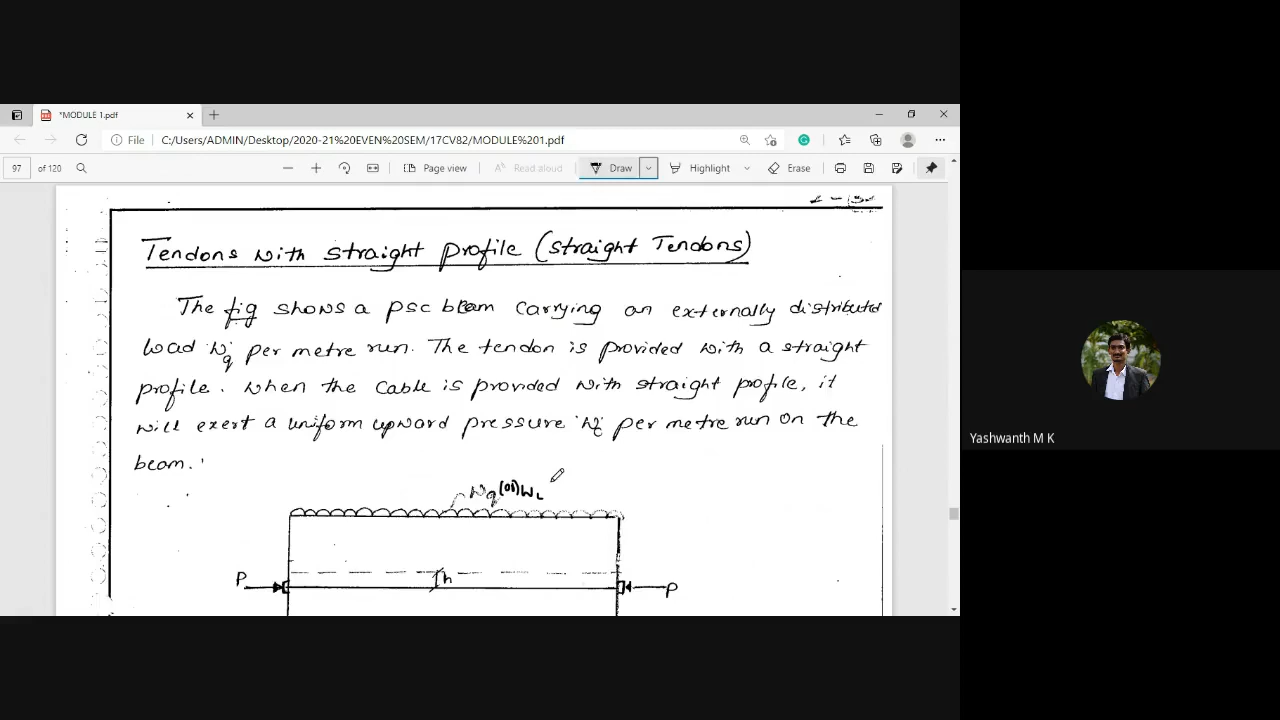 *MODULE 1.pdf
File C:/Users/ADMIN/Desktop/2020-21%20EVEN%20SEM/17CV82/MODULE%201.pdf
97 of 120 Page view Read aloud Draw Highlight Erase
Tendons with straight profile (straight Tendons)
The fig shows a psc beam carrying an externally distributed
load Wq per metre run. The tendon is provided with a straight
profile. When the cable is provided with straight profile, it
will exert a uniform upward pressure per metre run on the
beam.
Wq (or) WL
P h P
Yashwanth M K